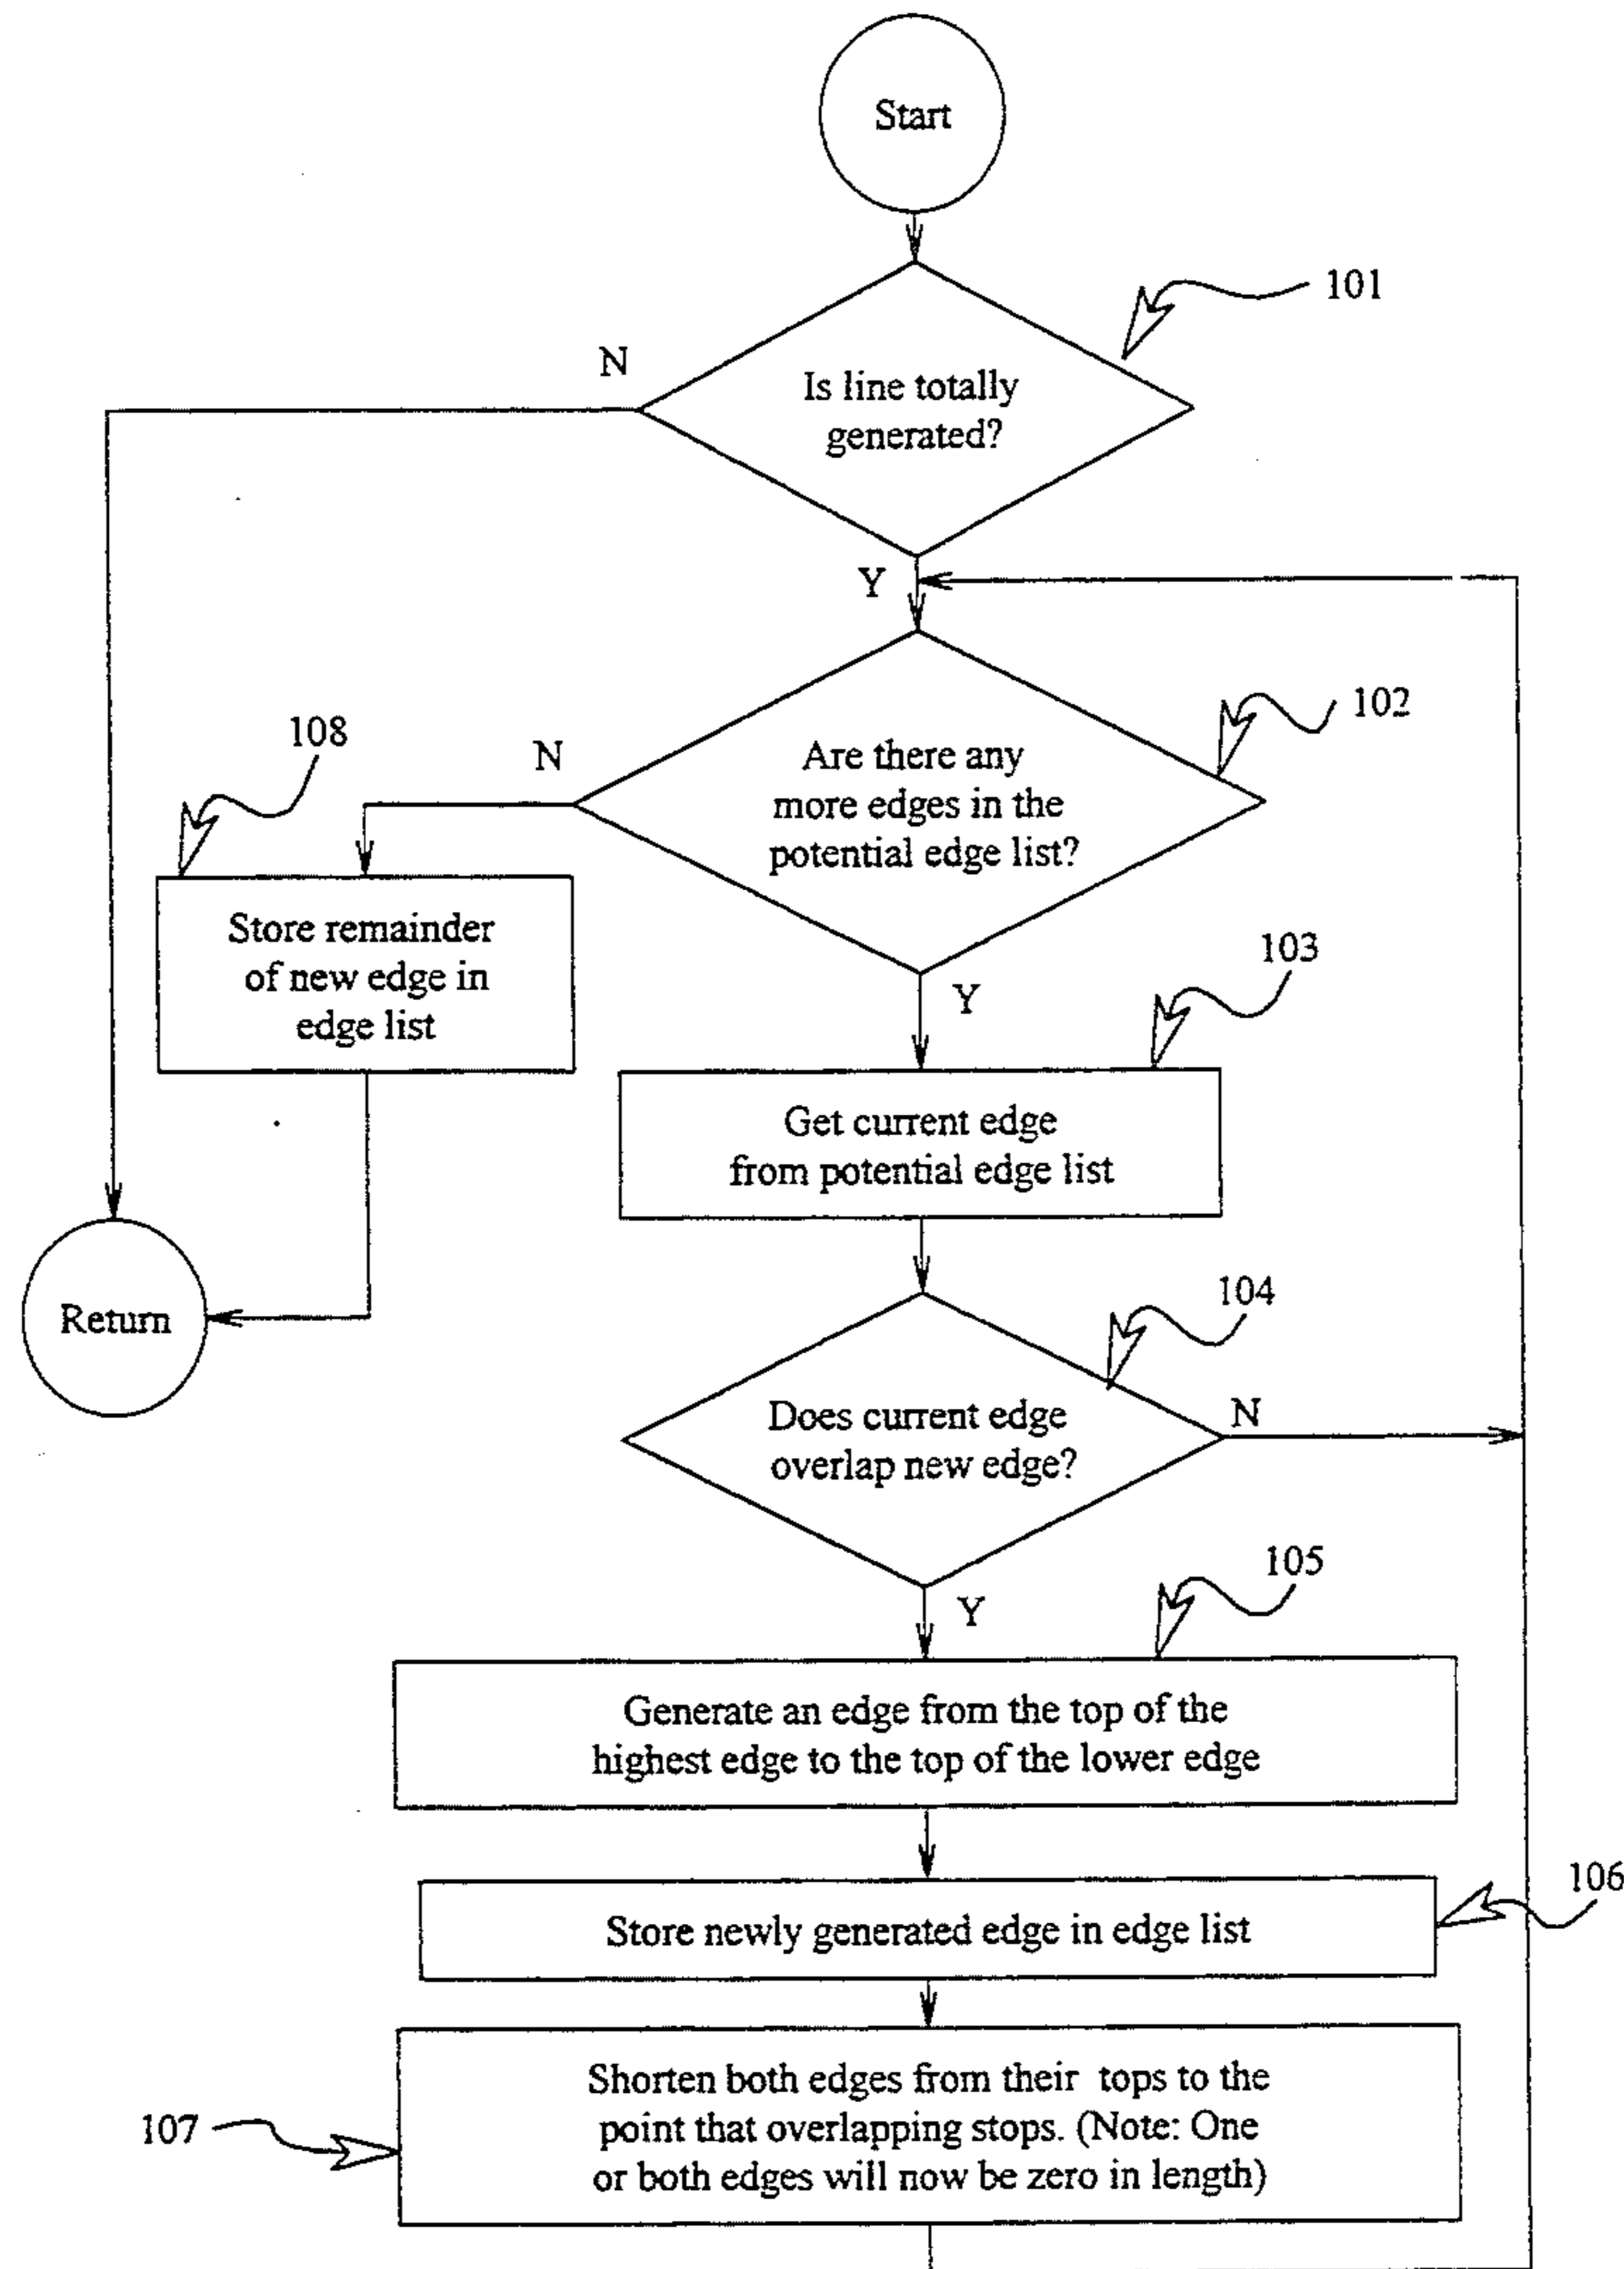 Start
101
Is line totally
generated?
N
Y
102
Are there any
more edges in the
potential edge list?
N
108
Store remainder
of new edge in
edge list
Y
103
Get current edge
from potential edge list
Return
104
Does current edge
overlap new edge?
N
Y
105
Generate an edge from the top of the
highest edge to the top of the lower edge
106
Store newly generated edge in edge list
107
Shorten both edges from their tops to the
point that overlapping stops. (Note: One
or both edges will now be zero in length)